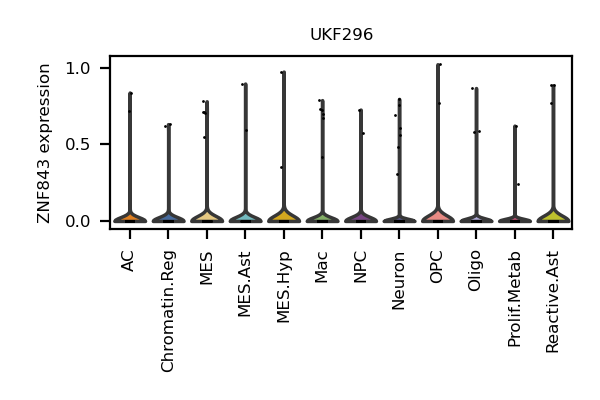 UKF296
ZNF843 expression
1.0
0.5
0.0
AC
Chromatin.Reg
MES
MES.Ast
MES.Hyp
Mac
NPC
Neuron
OPC
Oligo
Prolif.Metab
Reactive.Ast